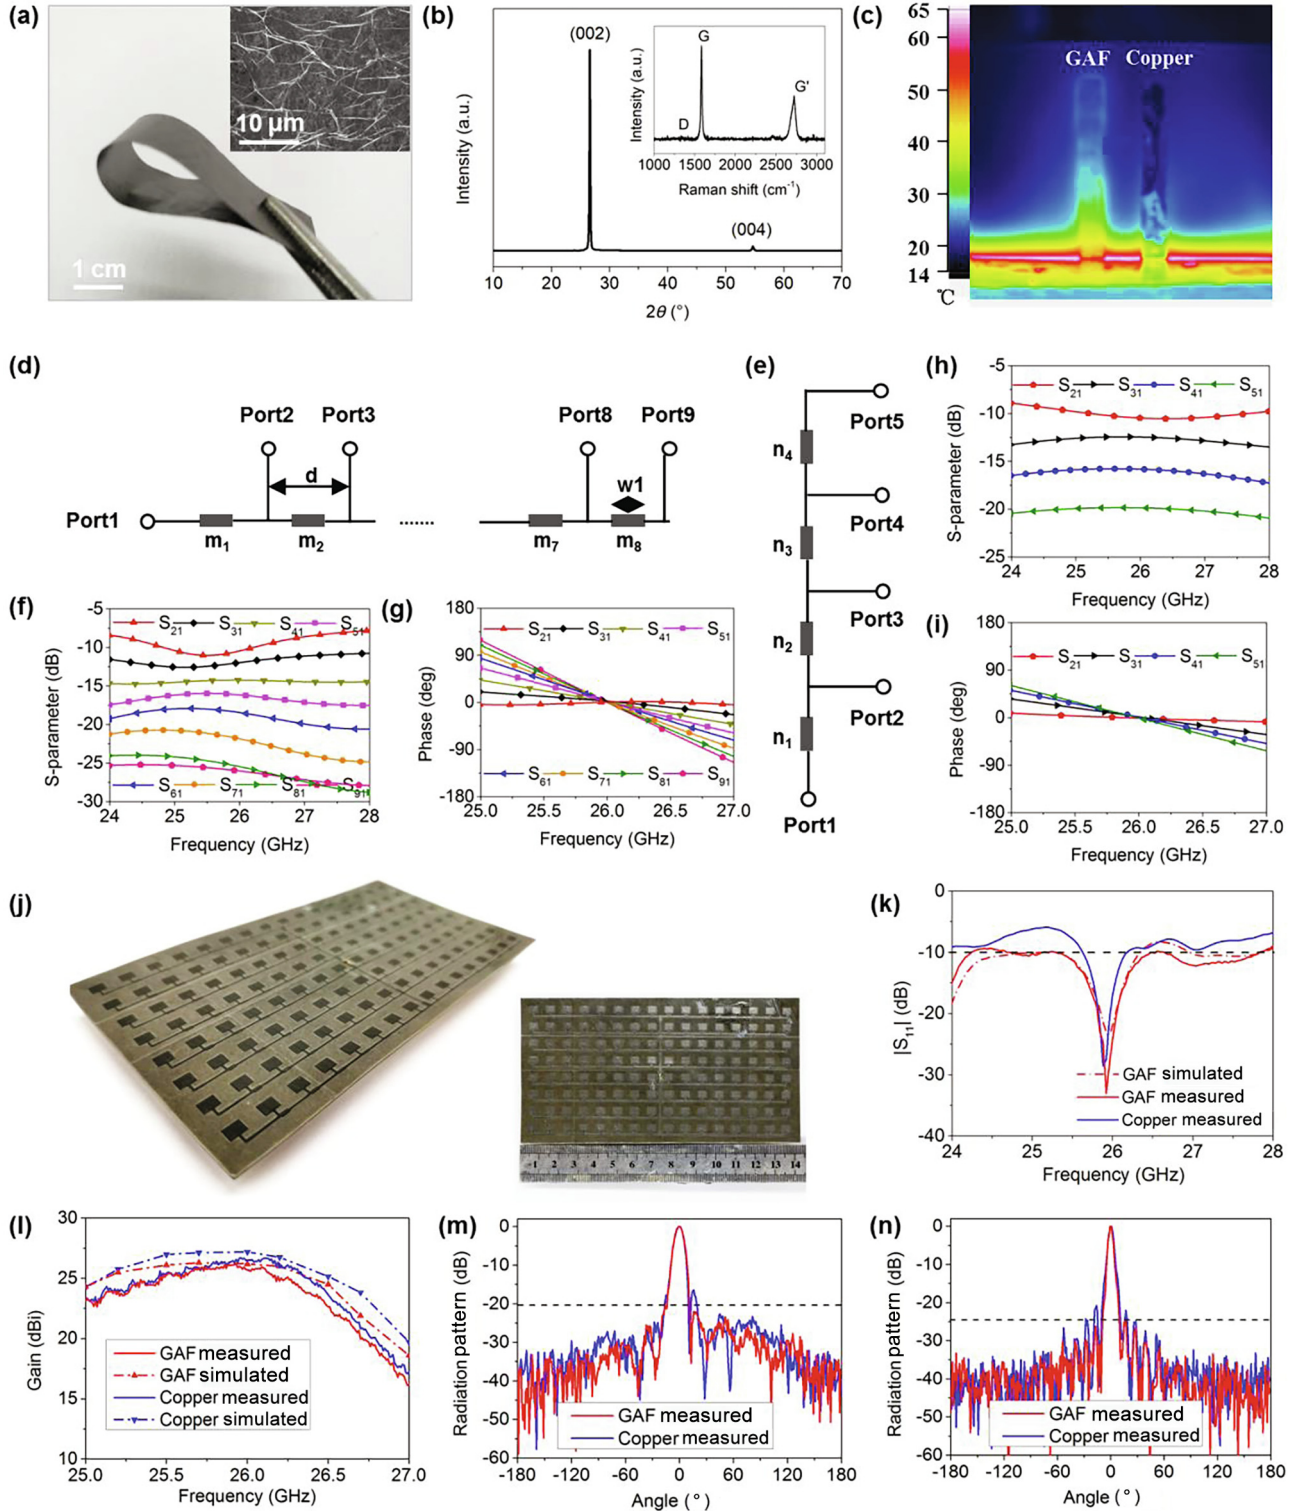 (a)
10 μm
1 cm
(b)
(002)
(004)
Intensity (a.u.)
10 20 30 40 50 60 70
2θ (°)
G
G'
D
Intensity (a.u.)
1000 1500 2000 2500 3000
Raman shift (cm⁻¹)
(c)
65
60
50
40
30
20
14
℃
GAF Copper
(d)
Port2 Port3 Port8 Port9
d w1
Port1
.......
m₁ m₂ m₇ m₈
(e)
Port5
n₄
Port4
n₃
Port3
n₂
Port2
n₁
Port1
(f)
S₂₁ S₃₁ S₄₁ S₅₁
S₆₁ S₇₁ S₈₁ S₉₁
-5
-10
-15
-20
-25
-30
S-parameter (dB)
24 25 26 27 28
Frequency (GHz)
(g)
S₂₁ S₃₁ S₄₁ S₅₁
S₆₁ S₇₁ S₈₁ S₉₁
180
90
0
-90
-180
Phase (deg)
25.0 25.5 26.0 26.5 27.0
Frequency (GHz)
(h)
S₂₁ S₃₁ S₄₁ S₅₁
-5
-10
-15
-20
-25
S-parameter (dB)
24 25 26 27 28
Frequency (GHz)
(i)
S₂₁ S₃₁ S₄₁ S₅₁
180
90
0
-90
-180
Phase (deg)
25.0 25.5 26.0 26.5 27.0
Frequency (GHz)
(j)
1 2 3 4 5 6 7 8 9 10 11 12 13 14
(k)
0
-10
-20
-30
-40
|S₁₁| (dB)
GAF simulated
GAF measured
Copper measured
24 25 26 27 28
Frequency (GHz)
(l)
30
25
20
15
10
Gain (dBi)
GAF measured
GAF simulated
Copper measured
Copper simulated
25.0 25.5 26.0 26.5 27.0
Frequency (GHz)
(m)
0
-10
-20
-30
-40
-50
-60
Radiation pattern (dB)
GAF measured
Copper measured
-180 -120 -60 0 60 120 180
Angle (°)
(n)
0
-10
-20
-30
-40
-50
-60
Radiation pattern (dB)
GAF measured
Copper measured
-180 -120 -60 0 60 120 180
Angle (°)